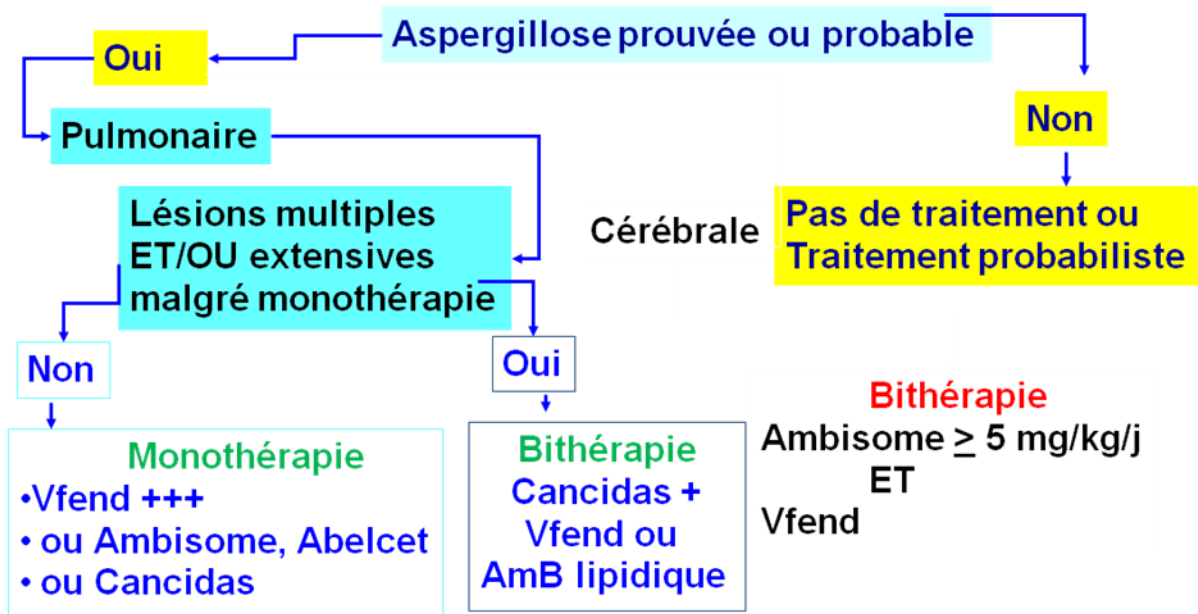 Aspergillose prouvée ou probable
Oui
Non
Pulmonaire
Lésions multiples
ET/OU extensives
malgré monothérapie
Cérébrale
Pas de traitement ou
Traitement probabiliste
Non
Oui
Monothérapie
•Vfend +++
• ou Ambisome, Abelcet
• ou Cancidas
Bithérapie
Cancidas +
Vfend ou
AmB lipidique
Bithérapie
Ambisome ≥ 5 mg/kg/j
ET
Vfend